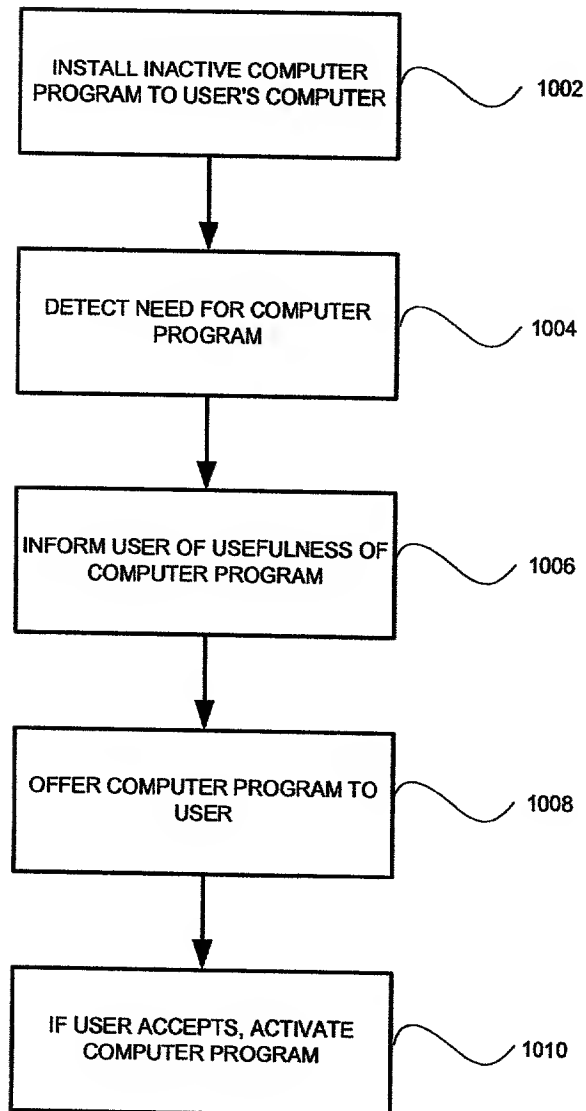 INSTALL INACTIVE COMPUTER
PROGRAM TO USER'S COMPUTER
1002
DETECT NEED FOR COMPUTER
PROGRAM
1004
INFORM USER OF USEFULNESS OF
COMPUTER PROGRAM
1006
OFFER COMPUTER PROGRAM TO
USER
1008
IF USER ACCEPTS, ACTIVATE
COMPUTER PROGRAM
1010